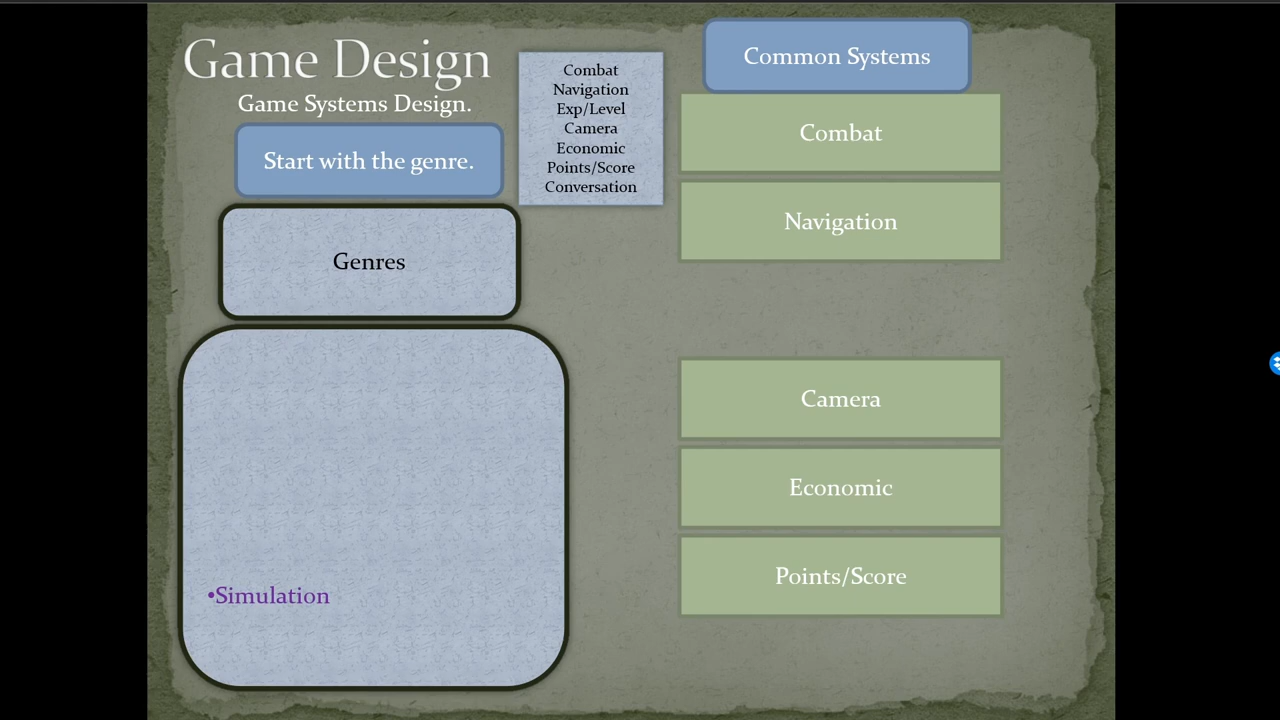 Game Design
Game Systems Design.
Start with the genre.
Genres
•Simulation
Combat
Navigation
Exp/Level
Camera
Economic
Points/Score
Conversation
Common Systems
Combat
Navigation
Camera
Economic
Points/Score